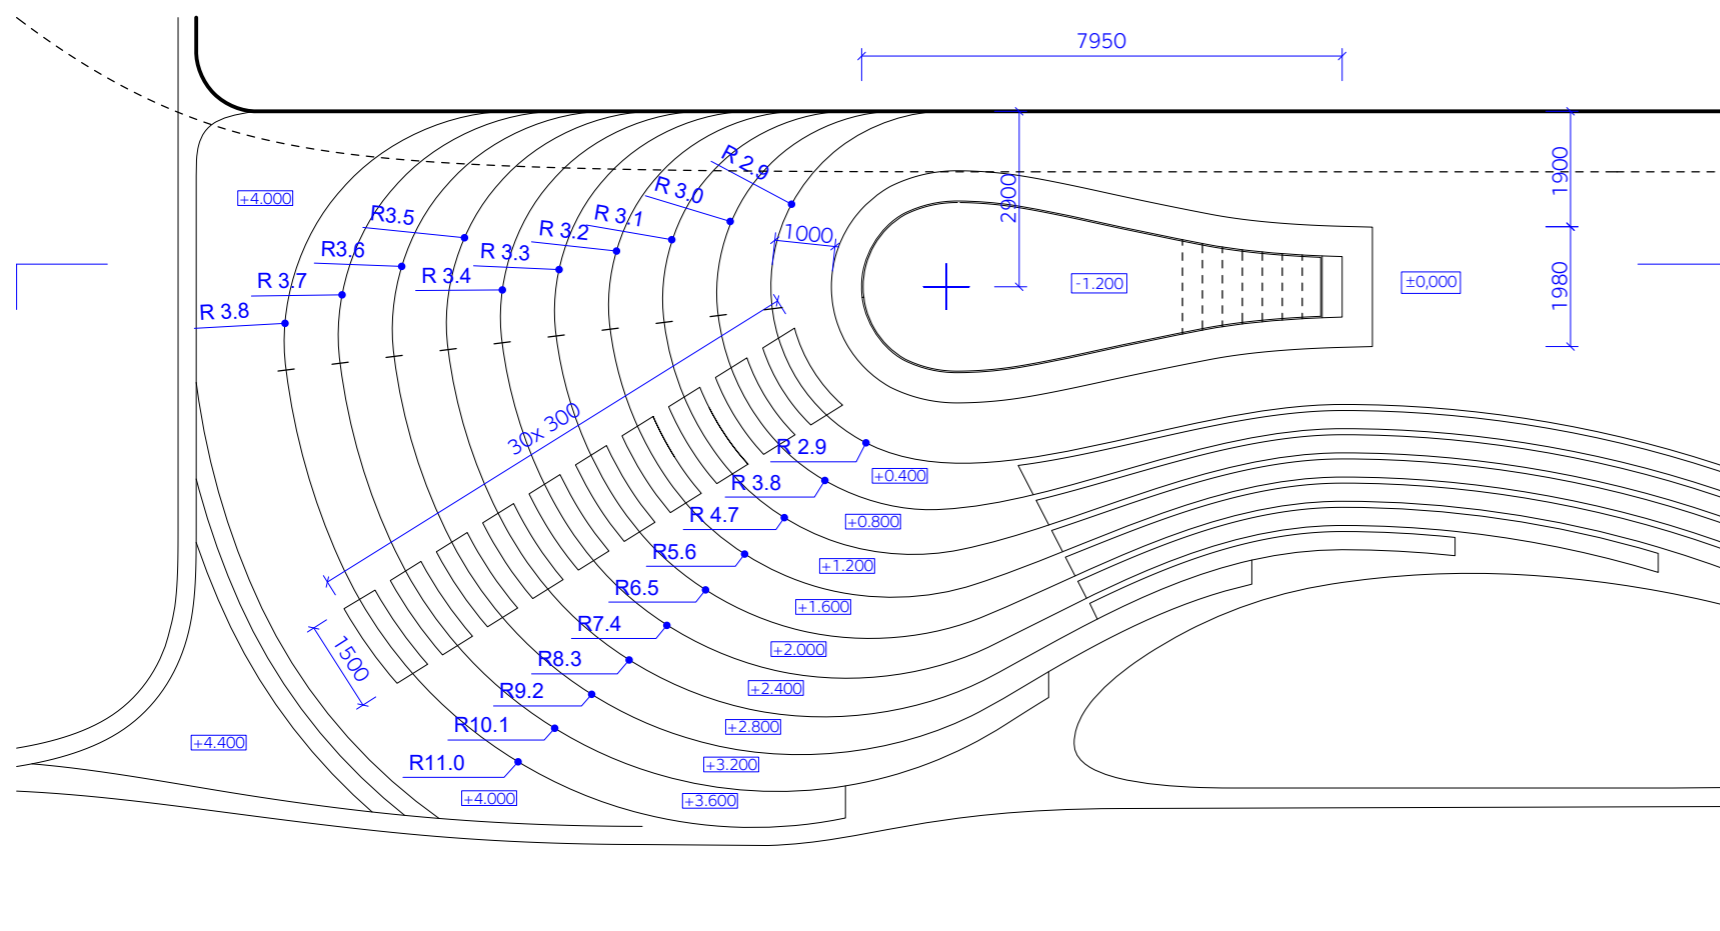 7950
R 2.9
1900
R 3.0
2900
+4.000
R3.5
R 3.1
R 3.2
1000
R3.6
R 3.3
R 3.7
R 3.4
-1.200
±0,000
1980
R 3.8
30x 300
R 2.9
+0.400
R 3.8
+0.800
R 4.7
R5.6
+1.200
R6.5
+1.600
R7.4
1500
+2.000
R8.3
+2.400
R9.2
R10.1
+2.800
+4.400
R11.0
+3.200
+4.000
+3.600